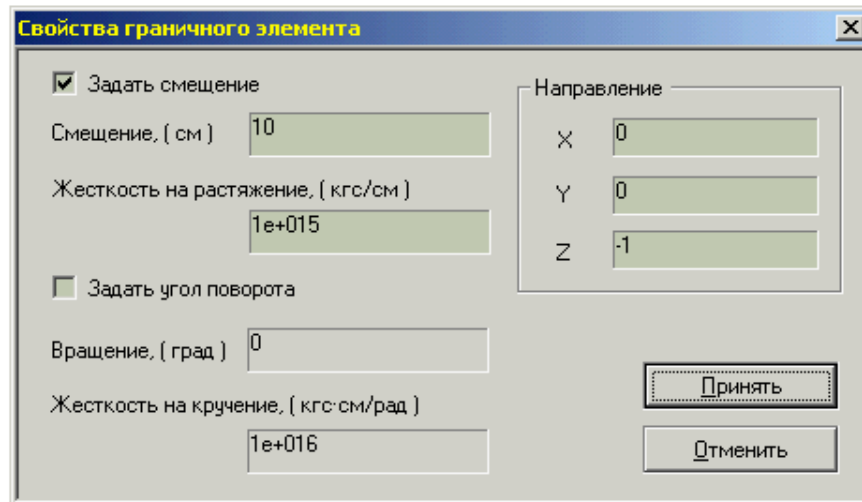 Свойства граничного элемента
Задать смещение
Смещение, ( см )
10
Жесткость на растяжение, ( кгс/см )
1e+015
Задать угол поворота
Вращение, ( град )
0
Жесткость на кручение, ( кгс·см/рад )
1e+016
Направление
X
0
Y
0
Z
-1
Принять
Отменить